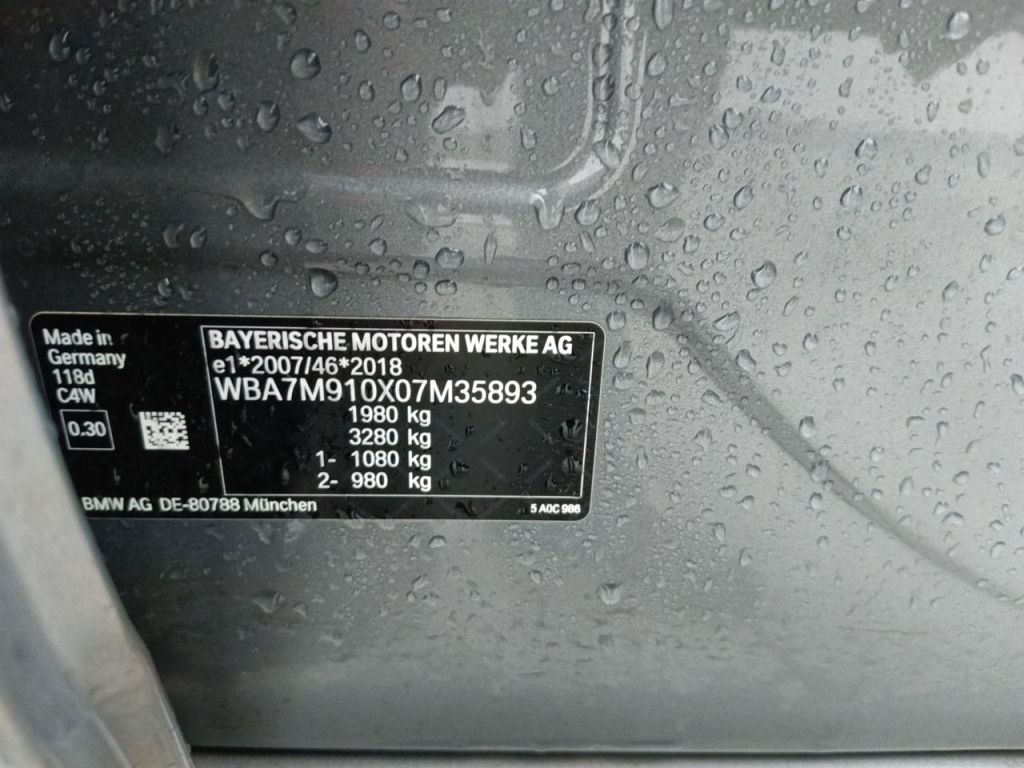 Made in
Germany
118d
C4W
0.30
BAYERISCHE MOTOREN WERKE AG
e1*2007/46*2018
WBA7M910X07M35893
1980 kg
3280 kg
1- 1080 kg
2- 980 kg
BMW AG DE-80788 München
5 A0C 986